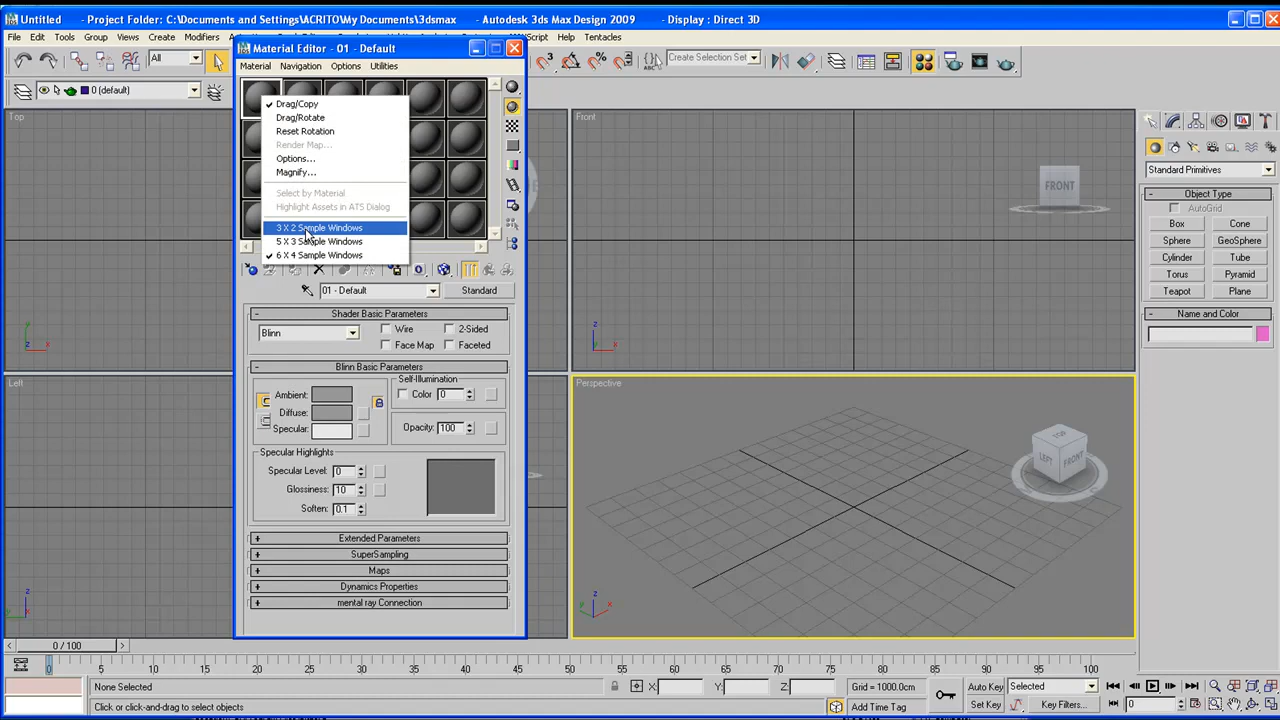 Untitled - Project Folder: C:\Documents and Settings\ACRITO\My Documents\3dsmax - Autodesk 3ds Max Design 2009 - Display : Direct 3D
File Edit Tools Group Views Create Modifiers
Help Tentacles
Material Editor - 01 - Default
Material Navigation Options Utilities
All
Create Selection Set
0 (default)
Drag/Copy
Drag/Rotate
Reset Rotation
Render Map...
Options...
Magnify...
Select by Material
Highlight Assets in ATS Dialog
3 X 2 Sample Windows
5 X 3 Sample Windows
6 X 4 Sample Windows
01 - Default
Standard
Shader Basic Parameters
Blinn
Wire
2-Sided
Face Map
Faceted
Blinn Basic Parameters
Ambient:
Diffuse:
Specular:
Self-Illumination
Color 0
Opacity: 100
Specular Highlights
Specular Level: 0
Glossiness: 10
Soften: 0.1
Extended Parameters
SuperSampling
Maps
Dynamics Properties
mental ray Connection
Top
Front
FRONT
Left
Perspective
TOP
LEFT
FRONT
z
x
y
Standard Primitives
Object Type
AutoGrid
Box Cone
Sphere GeoSphere
Cylinder Tube
Torus Pyramid
Teapot Plane
Name and Color
0 / 100
0 5 10 15 20 25 30 35 40 45 50 55 60 65 70 75 80 85 90 95 100
None Selected
X: Y: Z:
Grid = 1000.0cm
Auto Key
Selected
Click or click-and-drag to select objects
Add Time Tag
Set Key
Key Filters...
0